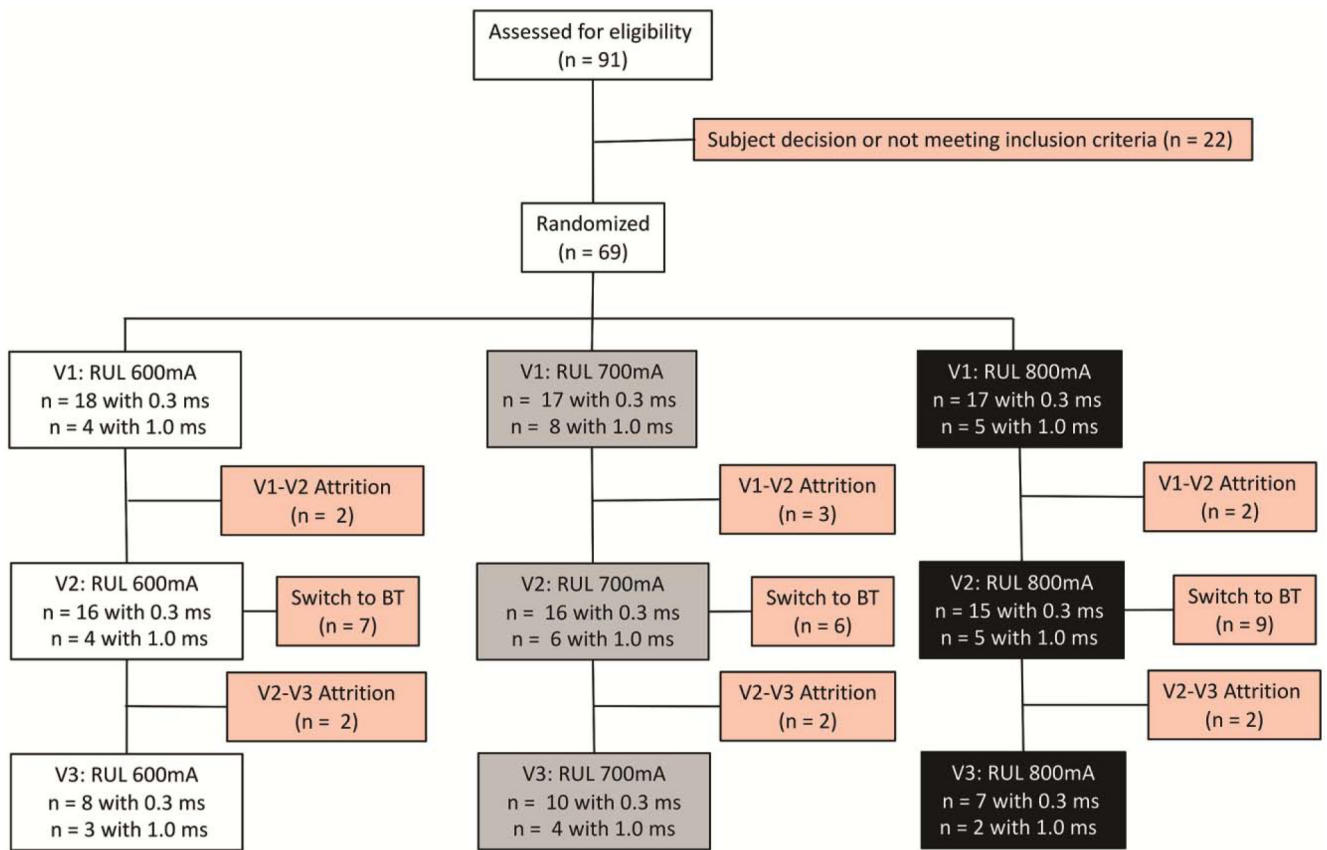 Assessed for eligibility
(n = 91)
Subject decision or not meeting inclusion criteria (n = 22)
Randomized
(n = 69)
V1: RUL 600mA
n = 18 with 0.3 ms
n = 4 with 1.0 ms
V1: RUL 700mA
n = 17 with 0.3 ms
n = 8 with 1.0 ms
V1: RUL 800mA
n = 17 with 0.3 ms
n = 5 with 1.0 ms
V1-V2 Attrition
(n = 2)
V1-V2 Attrition
(n = 3)
V1-V2 Attrition
(n = 2)
V2: RUL 600mA
n = 16 with 0.3 ms
n = 4 with 1.0 ms
Switch to BT
(n = 7)
V2: RUL 700mA
n = 16 with 0.3 ms
n = 6 with 1.0 ms
Switch to BT
(n = 6)
V2: RUL 800mA
n = 15 with 0.3 ms
n = 5 with 1.0 ms
Switch to BT
(n = 9)
V2-V3 Attrition
(n = 2)
V2-V3 Attrition
(n = 2)
V2-V3 Attrition
(n = 2)
V3: RUL 600mA
n = 8 with 0.3 ms
n = 3 with 1.0 ms
V3: RUL 700mA
n = 10 with 0.3 ms
n = 4 with 1.0 ms
V3: RUL 800mA
n = 7 with 0.3 ms
n = 2 with 1.0 ms